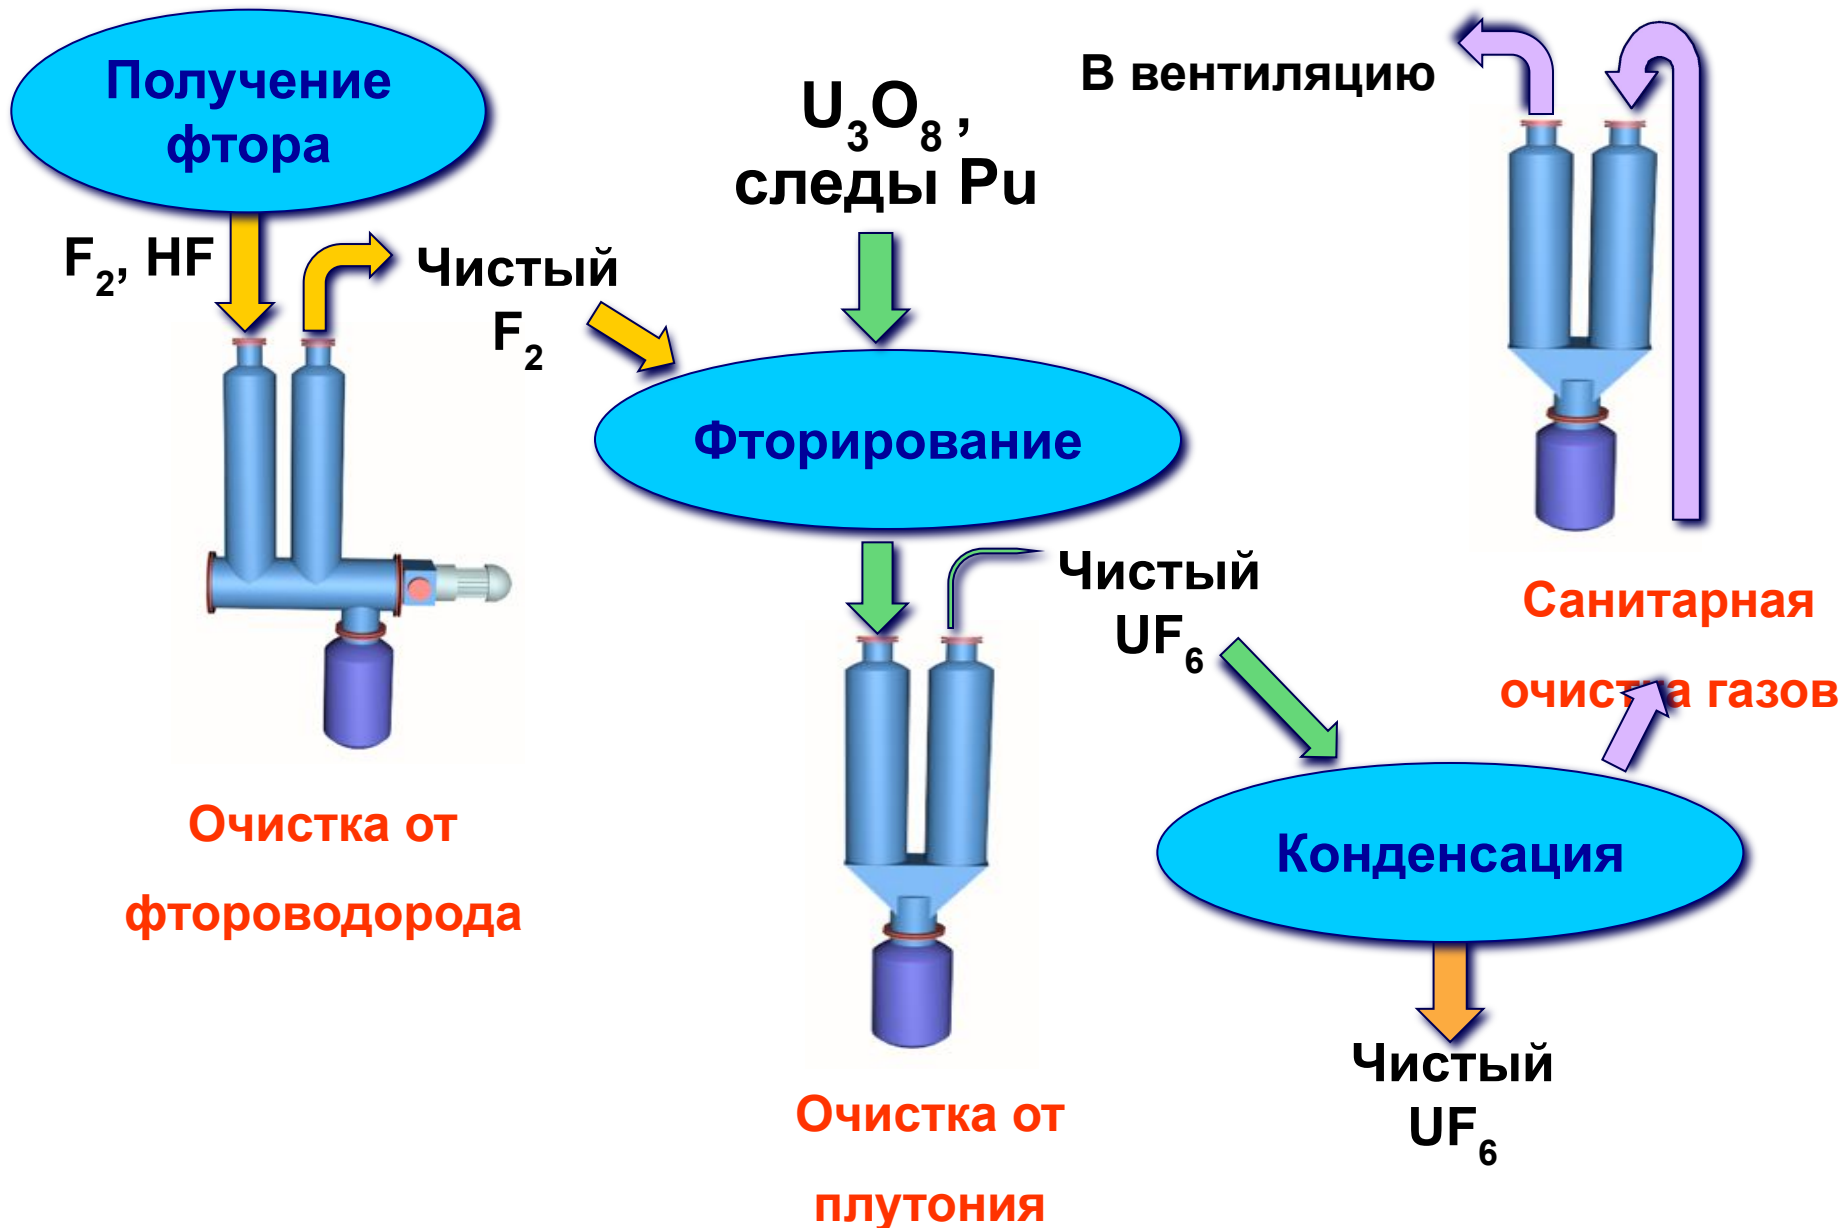 Получение
фтора
F2, HF
Чистый
F2
U3O8 ,
следы Pu
В вентиляцию
Фторирование
Чистый
UF6
Санитарная
очистка газов
Очистка от
фтороводорода
Конденсация
Чистый
UF6
Очистка от
плутония